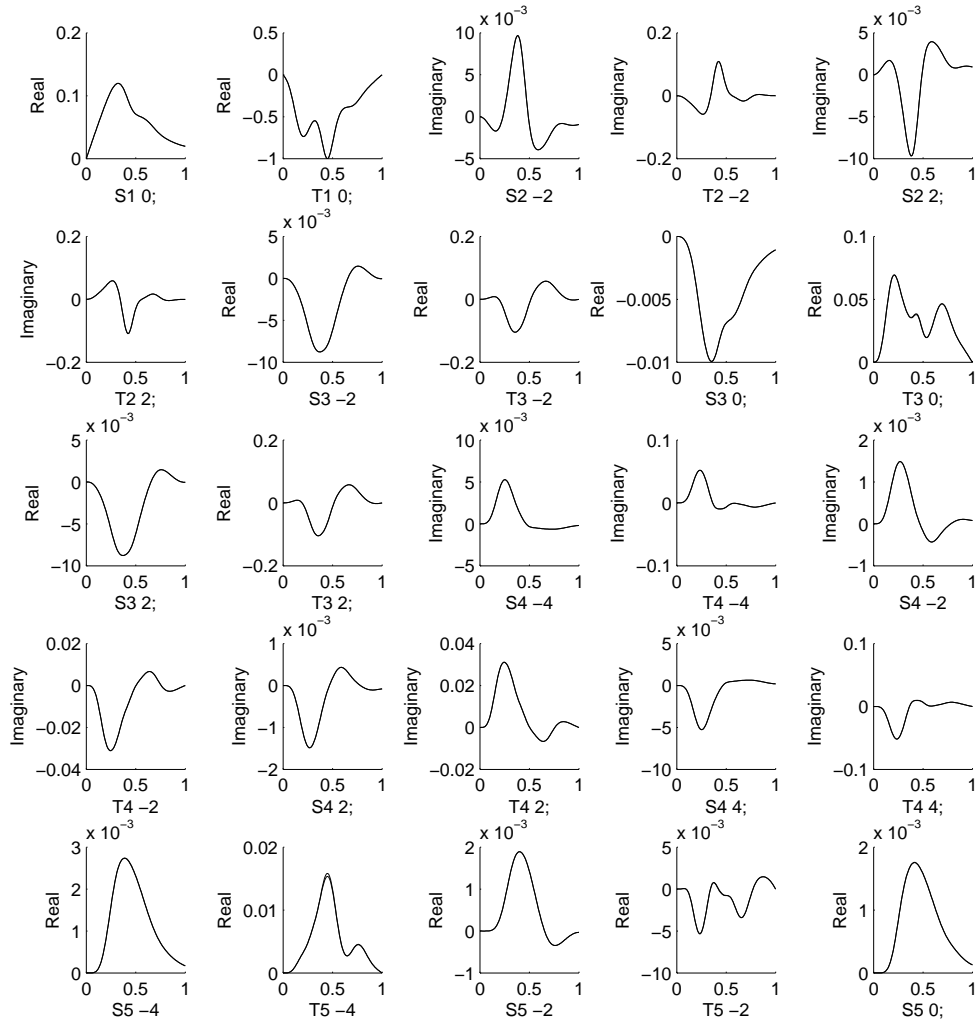 0.2
0.1
0
Real
0 0.5 1
S1 0;
0.5
0
−0.5
−1
Real
0 0.5 1
T1 0;
x 10−3
10
5
0
−5
Imaginary
0 0.5 1
S2 −2
0.2
0
−0.2
Imaginary
0 0.5 1
T2 −2
x 10−3
5
0
−5
−10
Imaginary
0 0.5 1
S2 2;
0.2
0
−0.2
Imaginary
0 0.5 1
T2 2;
x 10−3
5
0
−5
−10
Real
0 0.5 1
S3 −2
0.2
0
−0.2
Real
0 0.5 1
T3 −2
0
−0.005
−0.01
Real
0 0.5 1
S3 0;
0.1
0.05
0
Real
0 0.5 1
T3 0;
x 10−3
5
0
−5
−10
Real
0 0.5 1
S3 2;
0.2
0
−0.2
Real
0 0.5 1
T3 2;
x 10−3
10
5
0
−5
Imaginary
0 0.5 1
S4 −4
0.1
0
−0.1
Imaginary
0 0.5 1
T4 −4
x 10−3
2
1
0
−1
Imaginary
0 0.5 1
S4 −2
0.02
0
−0.02
−0.04
Imaginary
0 0.5 1
T4 −2
x 10−3
1
0
−1
−2
Imaginary
0 0.5 1
S4 2;
0.04
0.02
0
−0.02
Imaginary
0 0.5 1
T4 2;
x 10−3
5
0
−5
−10
Imaginary
0 0.5 1
S4 4;
0.1
0
−0.1
Imaginary
0 0.5 1
T4 4;
x 10−3
3
2
1
0
Real
0 0.5 1
S5 −4
0.02
0.01
0
Real
0 0.5 1
T5 −4
x 10−3
2
1
0
−1
Real
0 0.5 1
S5 −2
x 10−3
5
0
−5
−10
Real
0 0.5 1
T5 −2
x 10−3
2
1
0
Real
0 0.5 1
S5 0;